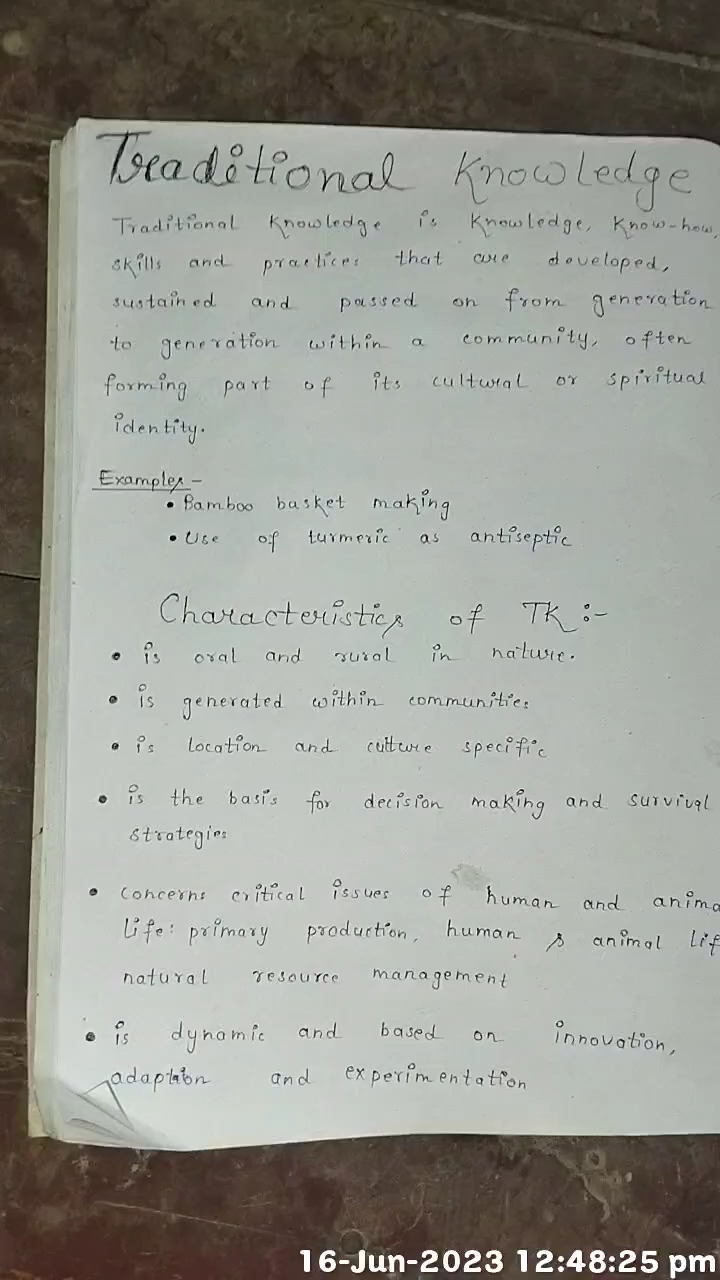 Traditional Knowledge
Traditional Knowledge is Knowledge, Know-how,
skills and practices that are developed,
sustained and passed on from generation
to generation within a community, often
forming part of its cultural or spiritual
identity.
Examples -
• Bamboo basket making
• Use of turmeric as antiseptic
Characteristics of TK :-
• is oral and rural in nature.
• is generated within communities
• is location and culture specific
• is the basis for decision making and survival
strategies
• concerns critical issues of human and anima
life: primary production, human & animal lif
natural resource management
• is dynamic and based on innovation,
adaption and experimentation
16-Jun-2023 12:48:25 pm